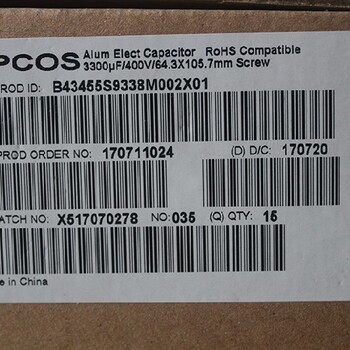 PCOS Alum Elect Capacitor RoHS Compatible
3300µF/400V/64.3X105.7mm Screw
PROD ID: B43455S9338M002X01
PROD ORDER NO: 170711024 (D) D/C: 170720
ATCH NO: X517070278 NO: 035 (Q) QTY: 15
e in China